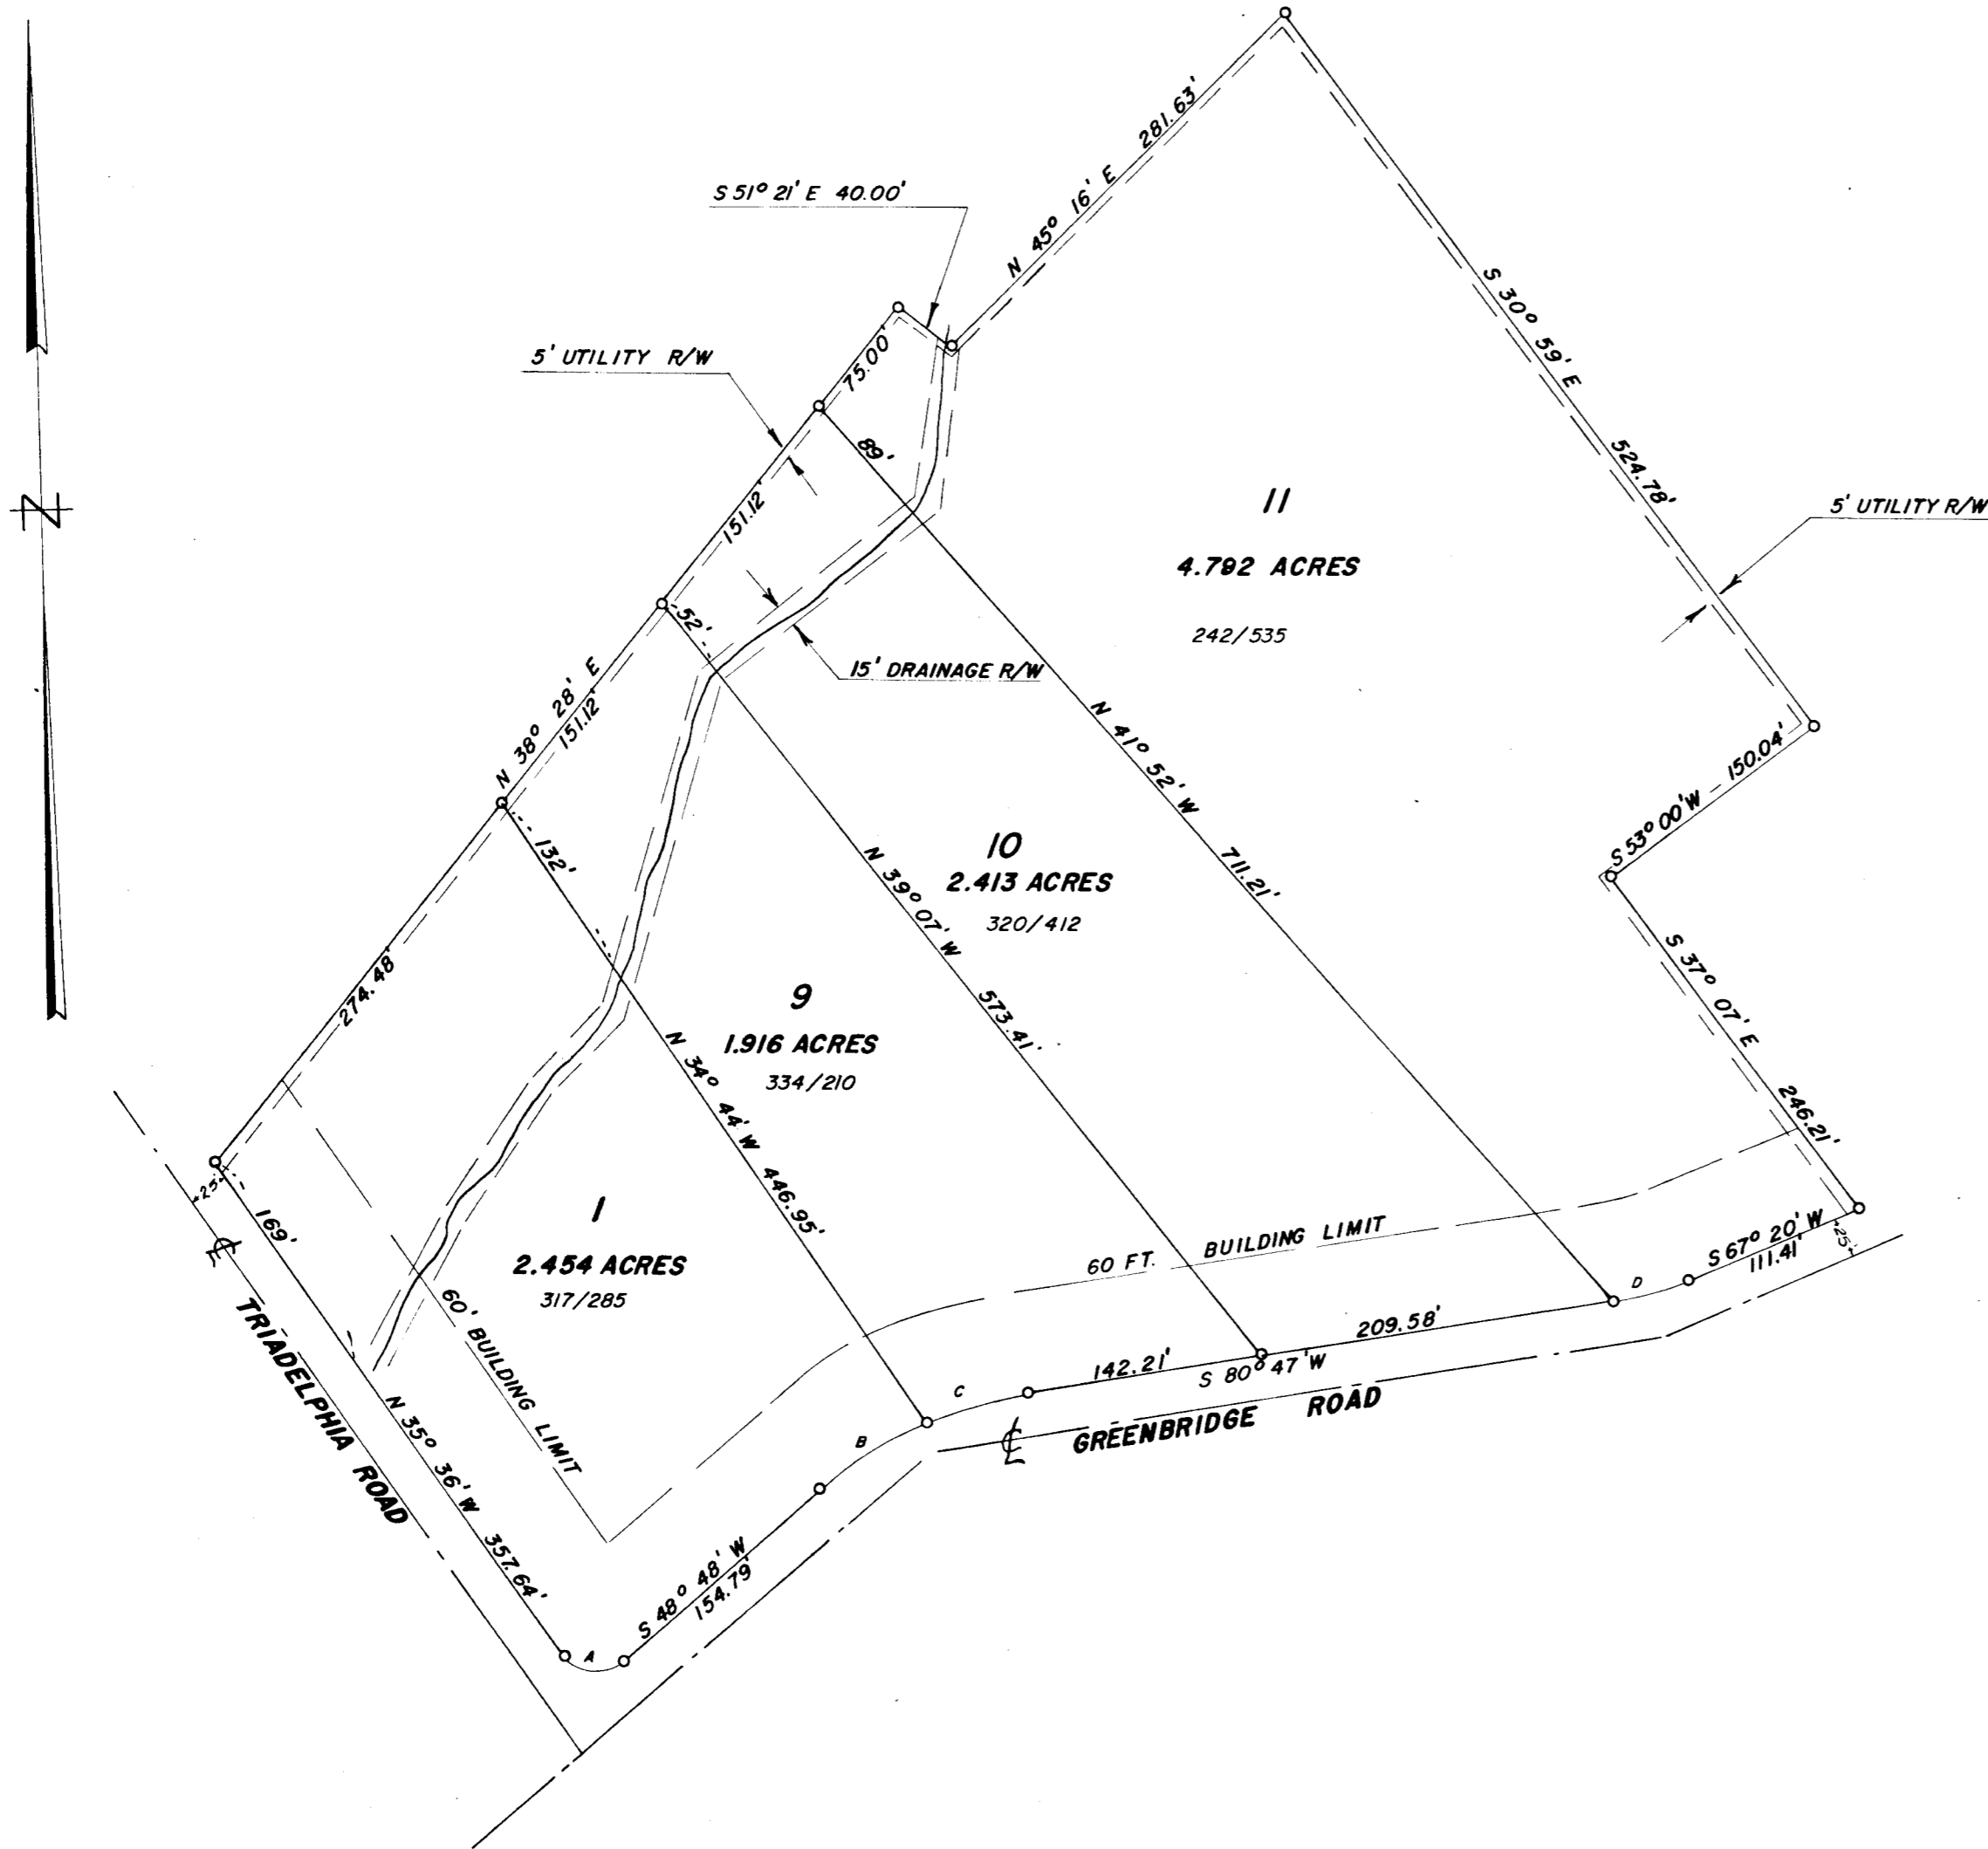 N
S 51° 21' E 40.00'
N 45° 16' E 281.63'
5' UTILITY R/W
75.00'
S 30° 59' E 524.78'
89'
151.12'
11
4.792 ACRES
242/535
5' UTILITY R/W
52'
15' DRAINAGE R/W
N 38° 28' E
151.12'
N 41° 52' W 711.21'
150.04'
S 53° 00' W
132'
10
2.413 ACRES
320/412
N 39° 07' W 573.41'
274.48'
9
1.916 ACRES
334/210
S 37° 07' E 246.21'
N 34° 44' W 446.95'
25'
169'
1
2.454 ACRES
317/285
60' BUILDING LIMIT
60 FT. BUILDING LIMIT
S 67° 20' W
111.41'
25'
D
209.58'
142.21'
S 80° 47' W
C
B
GREENBRIDGE ROAD
TRIADELPHIA ROAD
N 35° 36' W 357.64'
S 48° 48' W
154.79'
A